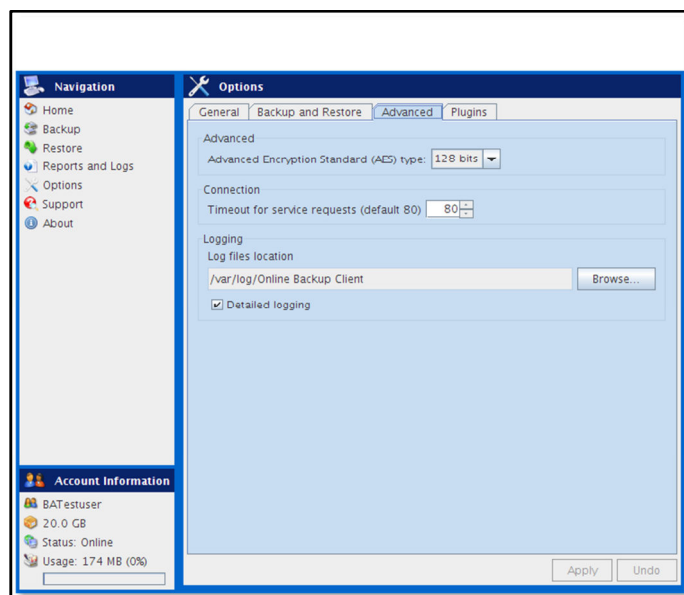 Navigation
Home
Backup
Restore
Reports and Logs
Options
Support
About
Account Information
BATestuser
20.0 GB
Status: Online
Usage: 174 MB (0%)
Options
General Backup and Restore Advanced Plugins
Advanced
Advanced Encryption Standard (AES) type: 128 bits
Connection
Timeout for service requests (default 80) 80
Logging
Log files location
/var/log/Online Backup Client Browse...
Detailed logging
Apply Undo